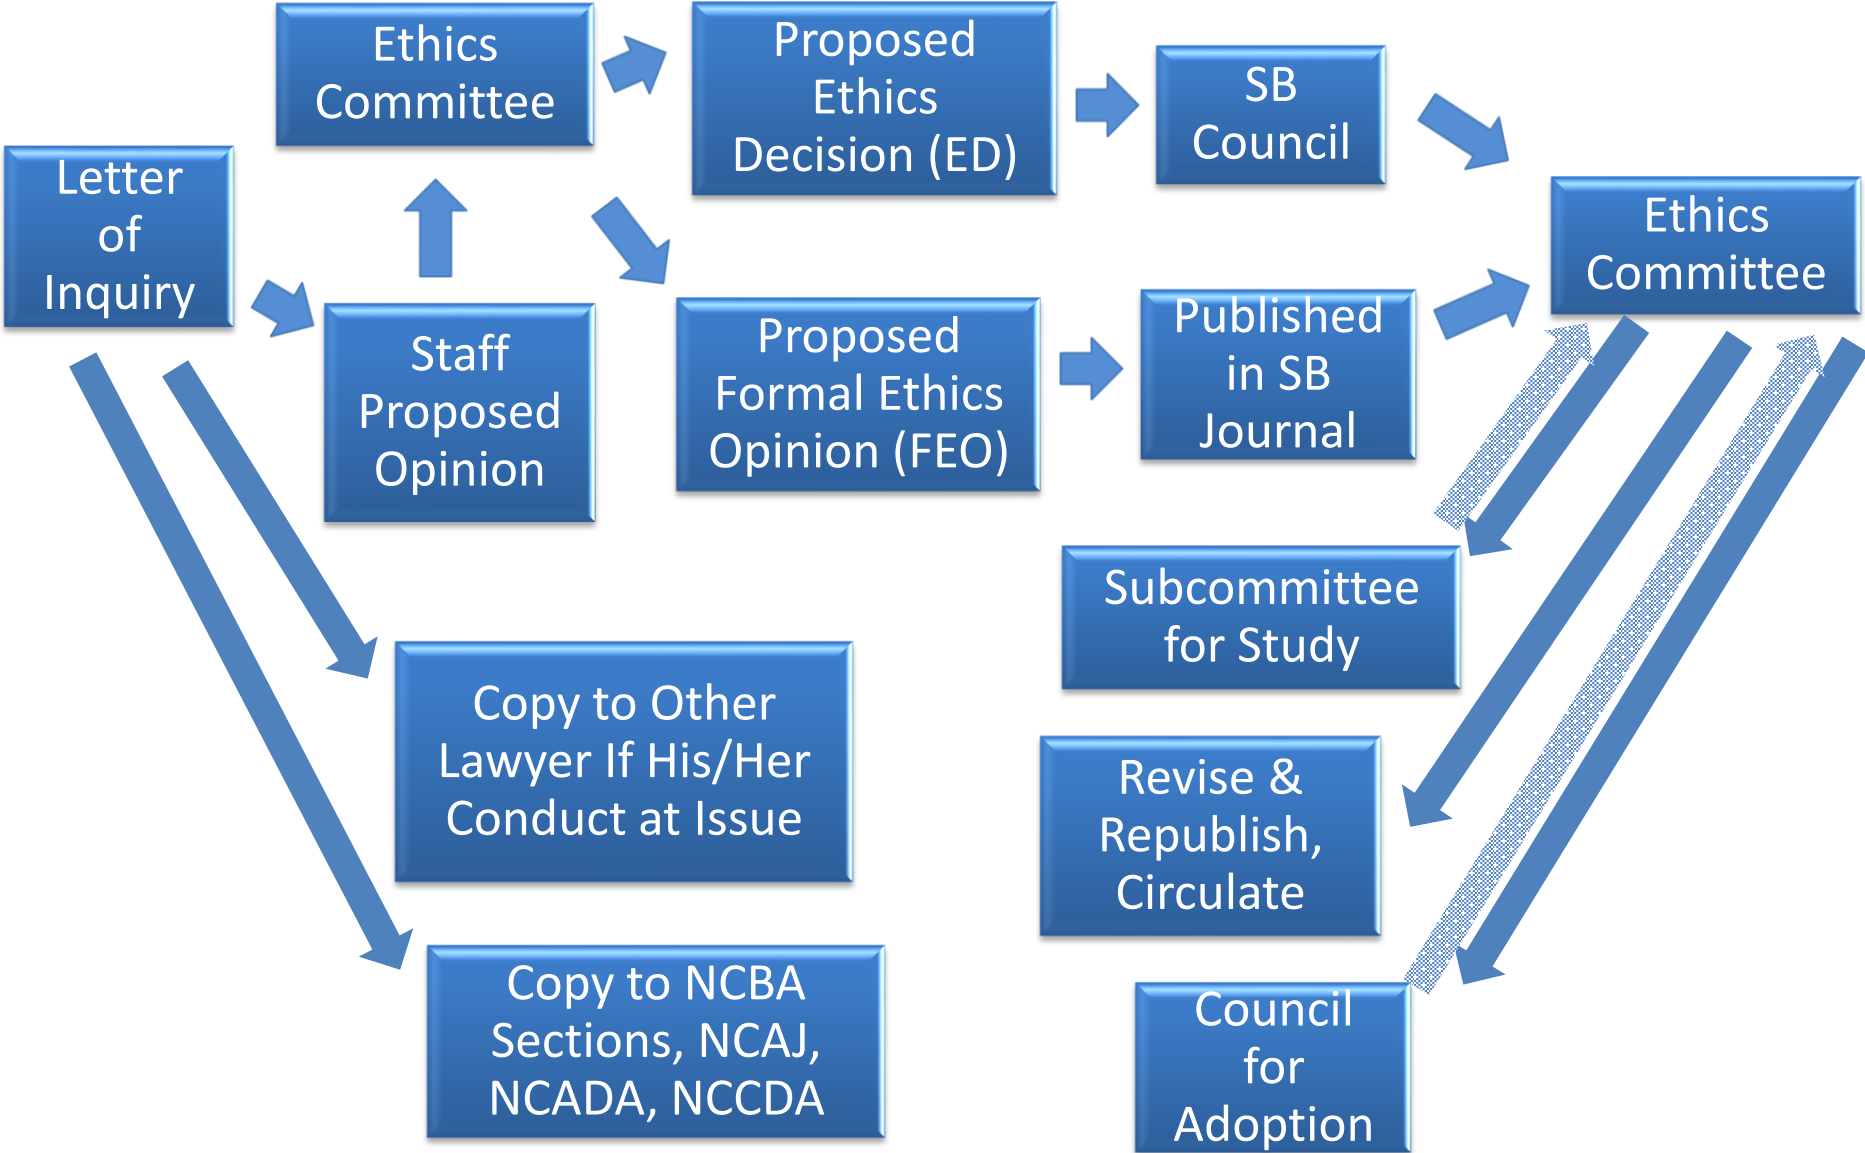 Letter
of
Inquiry
Ethics
Committee
Staff
Proposed
Opinion
Proposed
Ethics
Decision (ED)
Proposed
Formal Ethics
Opinion (FEO)
SB
Council
Published
in SB
Journal
Ethics
Committee
Copy to Other
Lawyer If His/Her
Conduct at Issue
Copy to NCBA
Sections, NCAJ,
NCADA, NCCDA
Subcommittee
for Study
Revise &
Republish,
Circulate
Council
for
Adoption